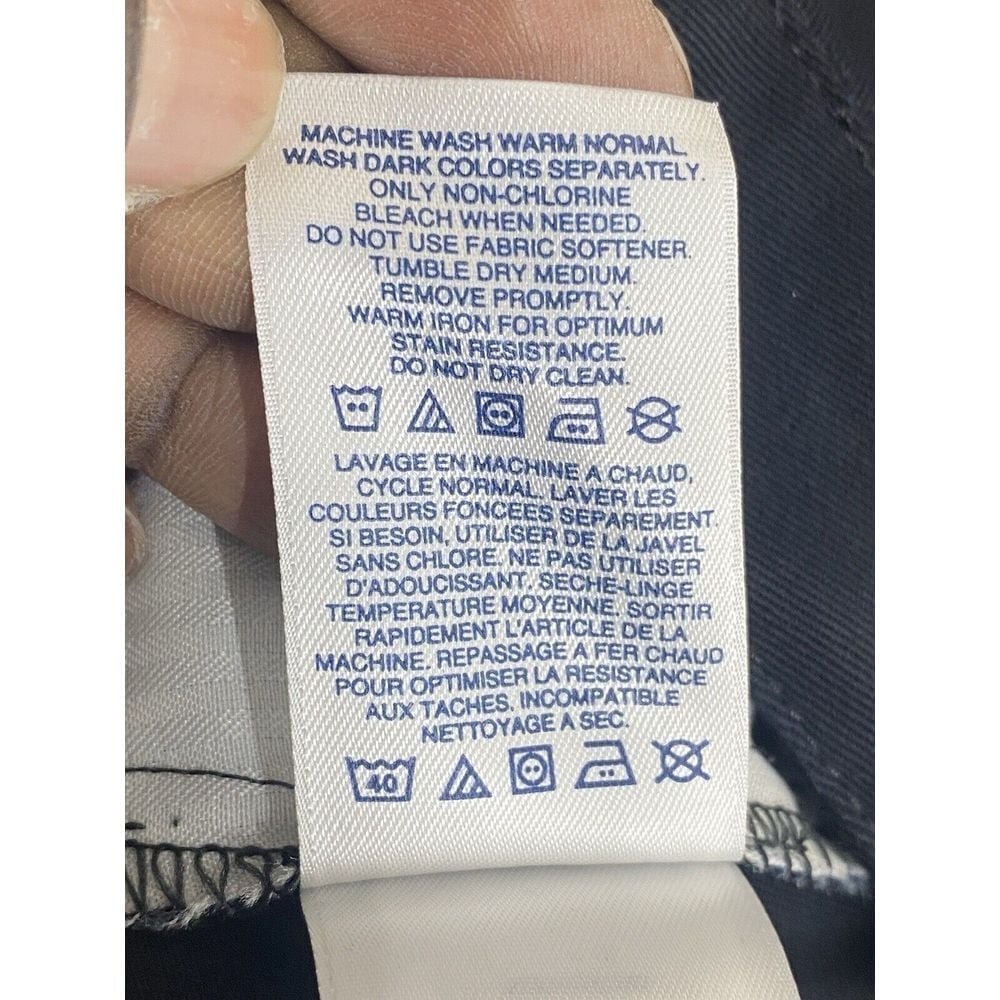 MACHINE WASH WARM NORMAL.
WASH DARK COLORS SEPARATELY.
ONLY NON-CHLORINE
BLEACH WHEN NEEDED.
DO NOT USE FABRIC SOFTENER.
TUMBLE DRY MEDIUM.
REMOVE PROMPTLY.
WARM IRON FOR OPTIMUM
STAIN RESISTANCE.
DO NOT DRY CLEAN.
LAVAGE EN MACHINE A CHAUD,
CYCLE NORMAL. LAVER LES
COULEURS FONCEES SEPAREMENT.
SI BESOIN, UTILISER DE LA JAVEL
SANS CHLORE. NE PAS UTILISER
D'ADOUCISSANT. SECHE-LINGE
TEMPERATURE MOYENNE. SORTIR
RAPIDEMENT L'ARTICLE DE LA
MACHINE. REPASSAGE A FER CHAUD
POUR OPTIMISER LA RESISTANCE
AUX TACHES. INCOMPATIBLE
NETTOYAGE A SEC.
40